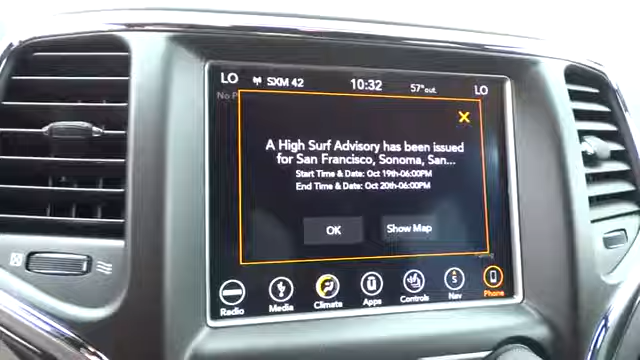 LO SXM 42 10:32 57° out. LO
No P
A High Surf Advisory has been issued
for San Francisco, Sonoma, San...
Start Time & Date: Oct 19th-06:00PM
End Time & Date: Oct 20th-06:00PM
OK Show Map
Radio Media Climate Apps Controls Nav Phone
S